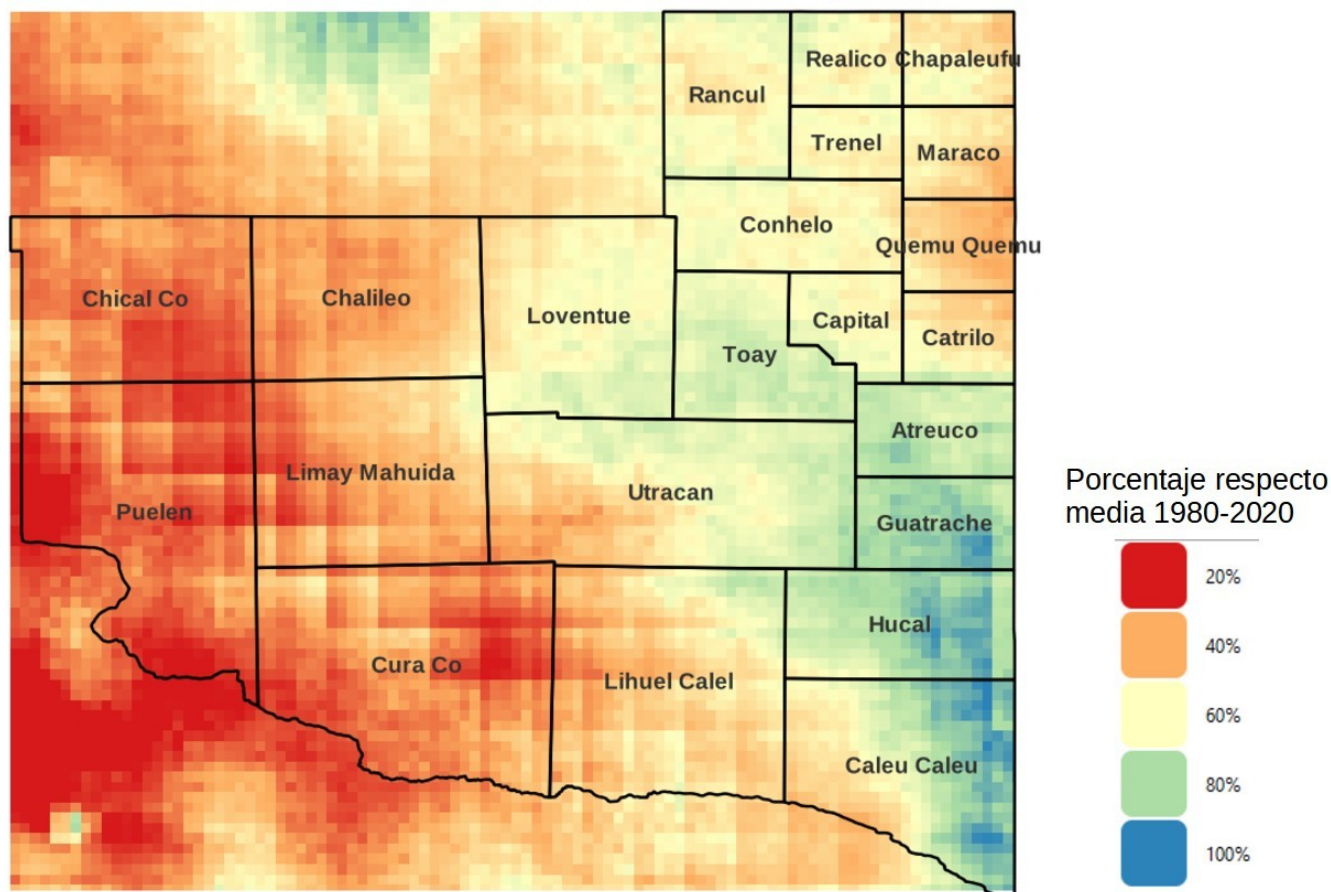 Realico
Chapaleufu
Rancul
Trenel
Maraco
Conhelo
Quemu Quemu
Chical Co
Chalileo
Loventue
Capital
Catrilo
Toay
Atreuco
Limay Mahuida
Utracan
Puelen
Guatrache
Hucal
Cura Co
Lihuel Calel
Caleu Caleu
Porcentaje respecto
media 1980-2020
20%
40%
60%
80%
100%